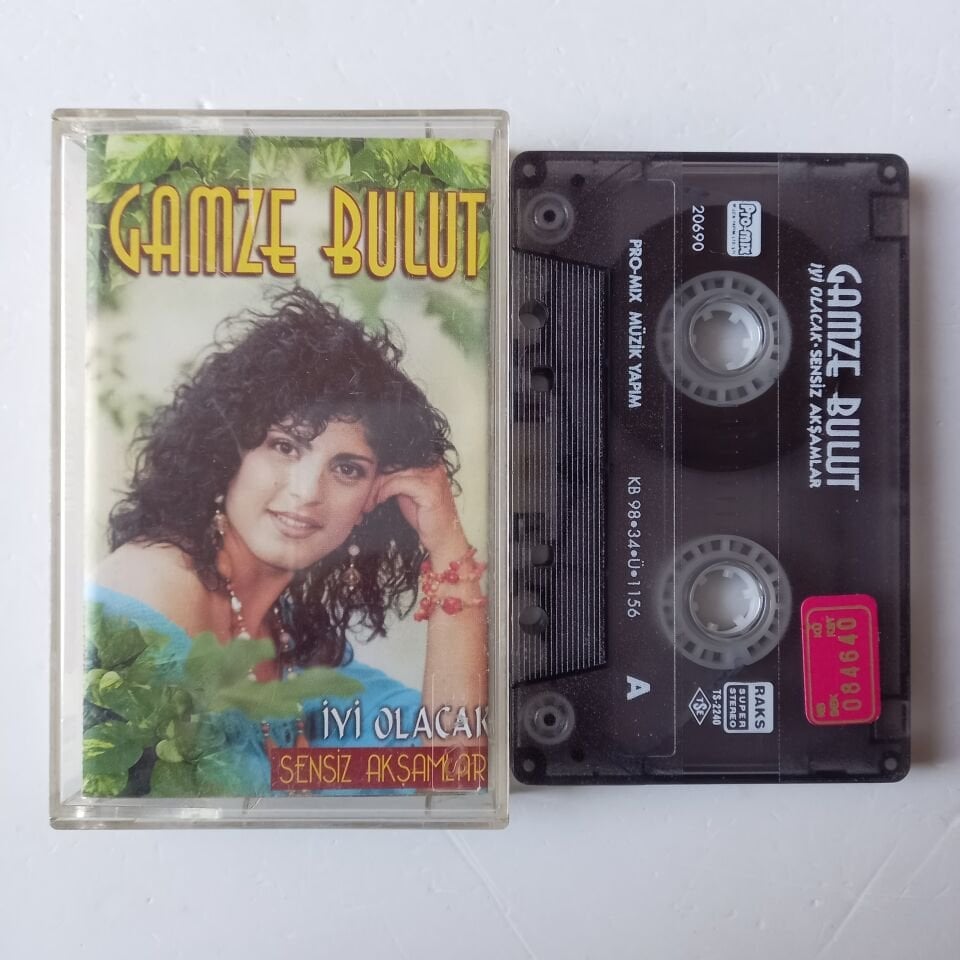 GAMZE BULUT
İYİ OLACAK
SENSİZ AKŞAMLAR
GAMZE BULUT
İYİ OLACAK • SENSİZ AKŞAMLAR
Pro-mix
20690
PRO-MIX MÜZİK YAPIM
KB 98•34•Ü•1156
A
RAKS
SUPER
STEREO
TS-2240
TSE
084640